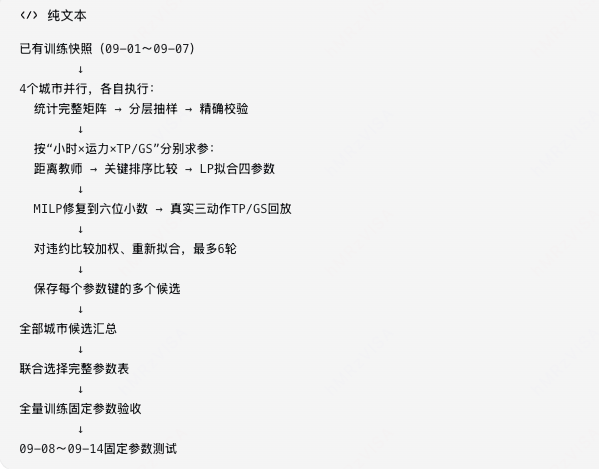 </> 纯文本
已有训练快照（09-01～09-07）
↓
4个城市并行，各自执行：
统计完整矩阵 → 分层抽样 → 精确校验
↓
按“小时×运力×TP/GS”分别求参：
距离教师 → 关键排序比较 → LP拟合四参数
↓
MILP修复到六位小数 → 真实三动作TP/GS回放
↓
对违约比较加权、重新拟合，最多6轮
↓
保存每个参数键的多个候选
↓
全部城市候选汇总
↓
联合选择完整参数表
↓
全量训练固定参数验收
↓
09-08～09-14固定参数测试